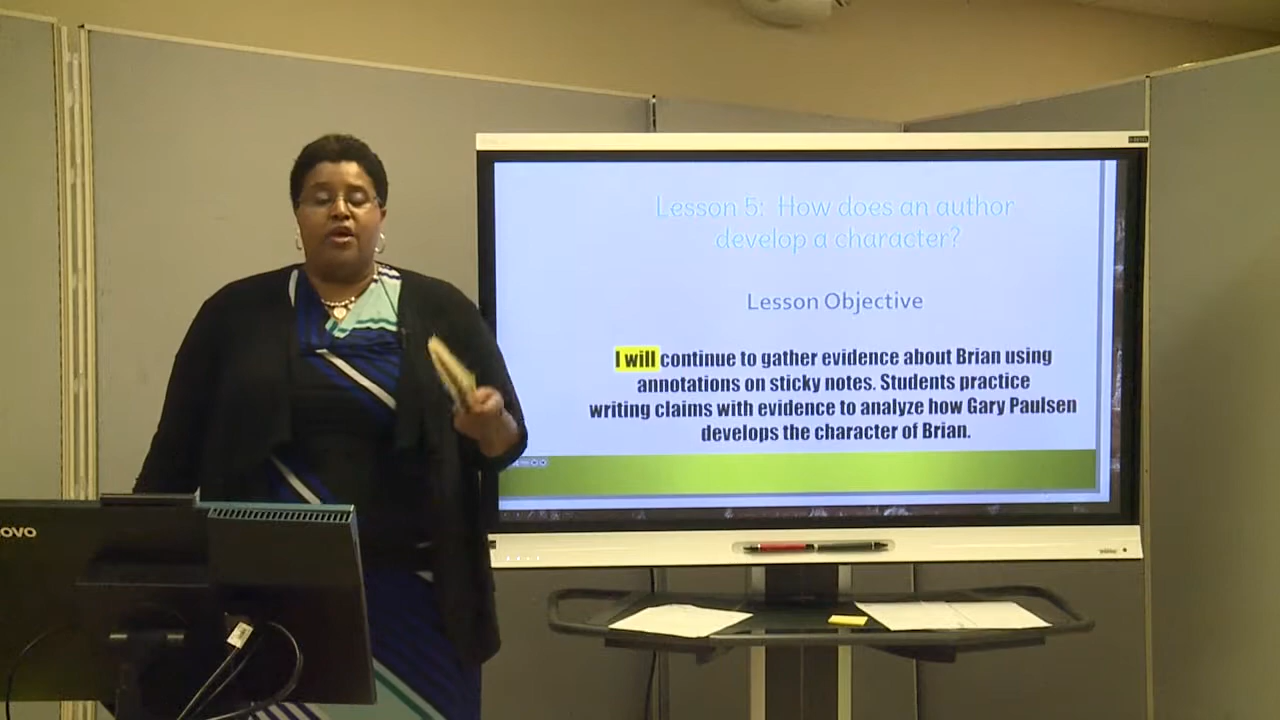 Lesson 5: How does an author
develop a character?
Lesson Objective
I will continue to gather evidence about Brian using
annotations on sticky notes. Students practice
writing claims with evidence to analyze how Gary Paulsen
develops the character of Brian.
ovo